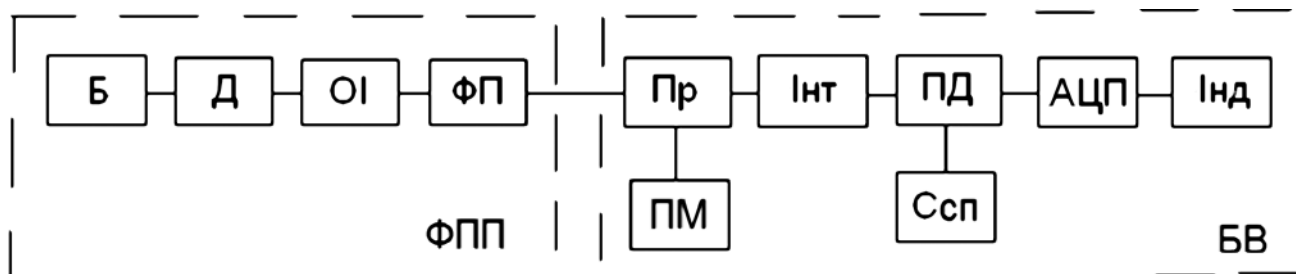 Б Д ОІ ФП Пр Інт ПД АЦП Інд
ПМ Ссп
ФПП БВ